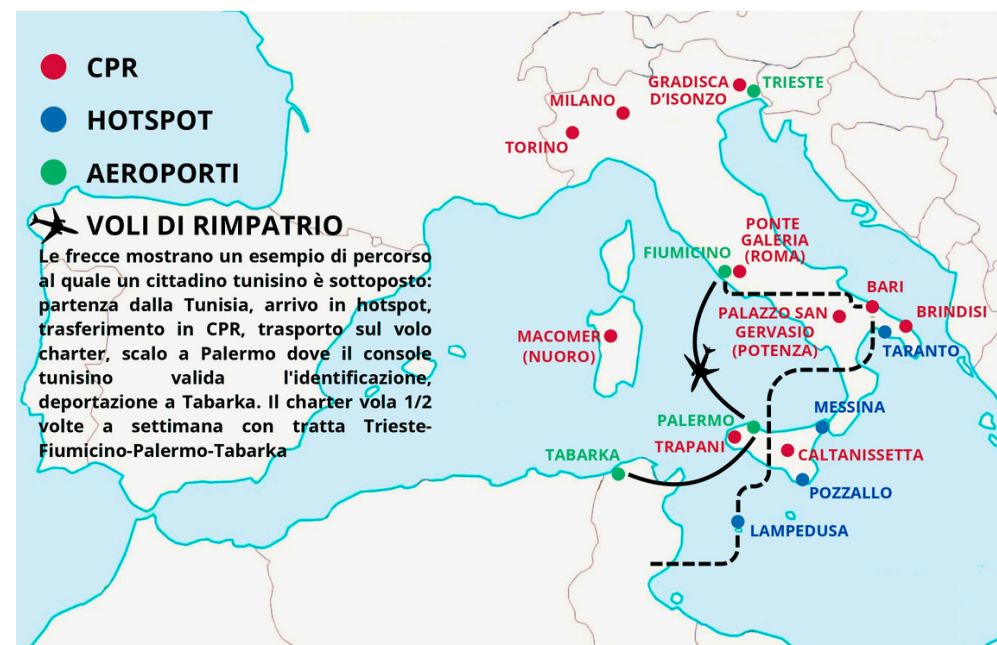 CPR
HOTSPOT
AEROPORTI
VOLI DI RIMPATRIO
Le frecce mostrano un esempio di percorso
al quale un cittadino tunisino è sottoposto:
partenza dalla Tunisia, arrivo in hotspot,
trasferimento in CPR, trasporto sul volo
charter, scalo a Palermo dove il console
tunisino valida l'identificazione,
deportazione a Tabarka. Il charter vola 1/2
volte a settimana con tratta Trieste-
Fiumicino-Palermo-Tabarka
GRADISCA
D'ISONZO
TRIESTE
MILANO
TORINO
PONTE
GALERIA
(ROMA)
FIUMICINO
BARI
PALAZZO SAN
GERVASIO
(POTENZA)
BRINDISI
TARANTO
MACOMER
(NUORO)
MESSINA
PALERMO
TRAPANI
TABARKA
CALTANISSETTA
POZZALLO
LAMPEDUSA